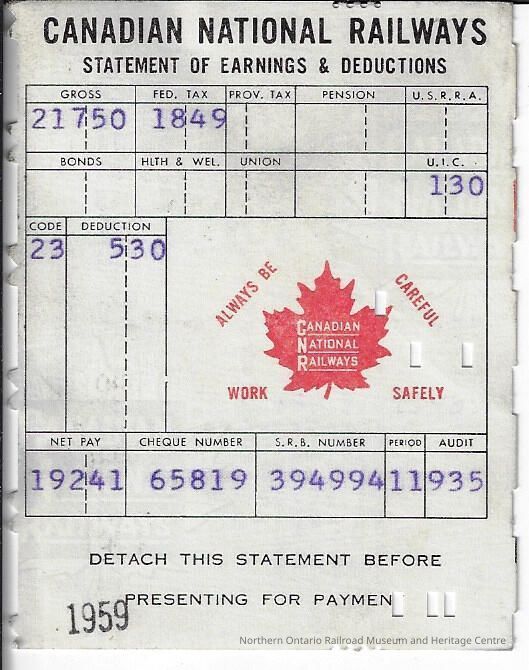 CANADIAN NATIONAL RAILWAYS
STATEMENT OF EARNINGS & DEDUCTIONS
GROSS FED. TAX PROV. TAX PENSION U.S.R.R.A.
21750 1849
BONDS HLTH & WEL. UNION U.I.C.
130
CODE DEDUCTION
23 530
ALWAYS BE CAREFUL
CANADIAN
NATIONAL
RAILWAYS
WORK SAFELY
NET PAY CHEQUE NUMBER S.R.B. NUMBER PERIOD AUDIT
19241 65819 394994 11 935
DETACH THIS STATEMENT BEFORE
PRESENTING FOR PAYMEN
1959
Northern Ontario Railroad Museum and Heritage Centre